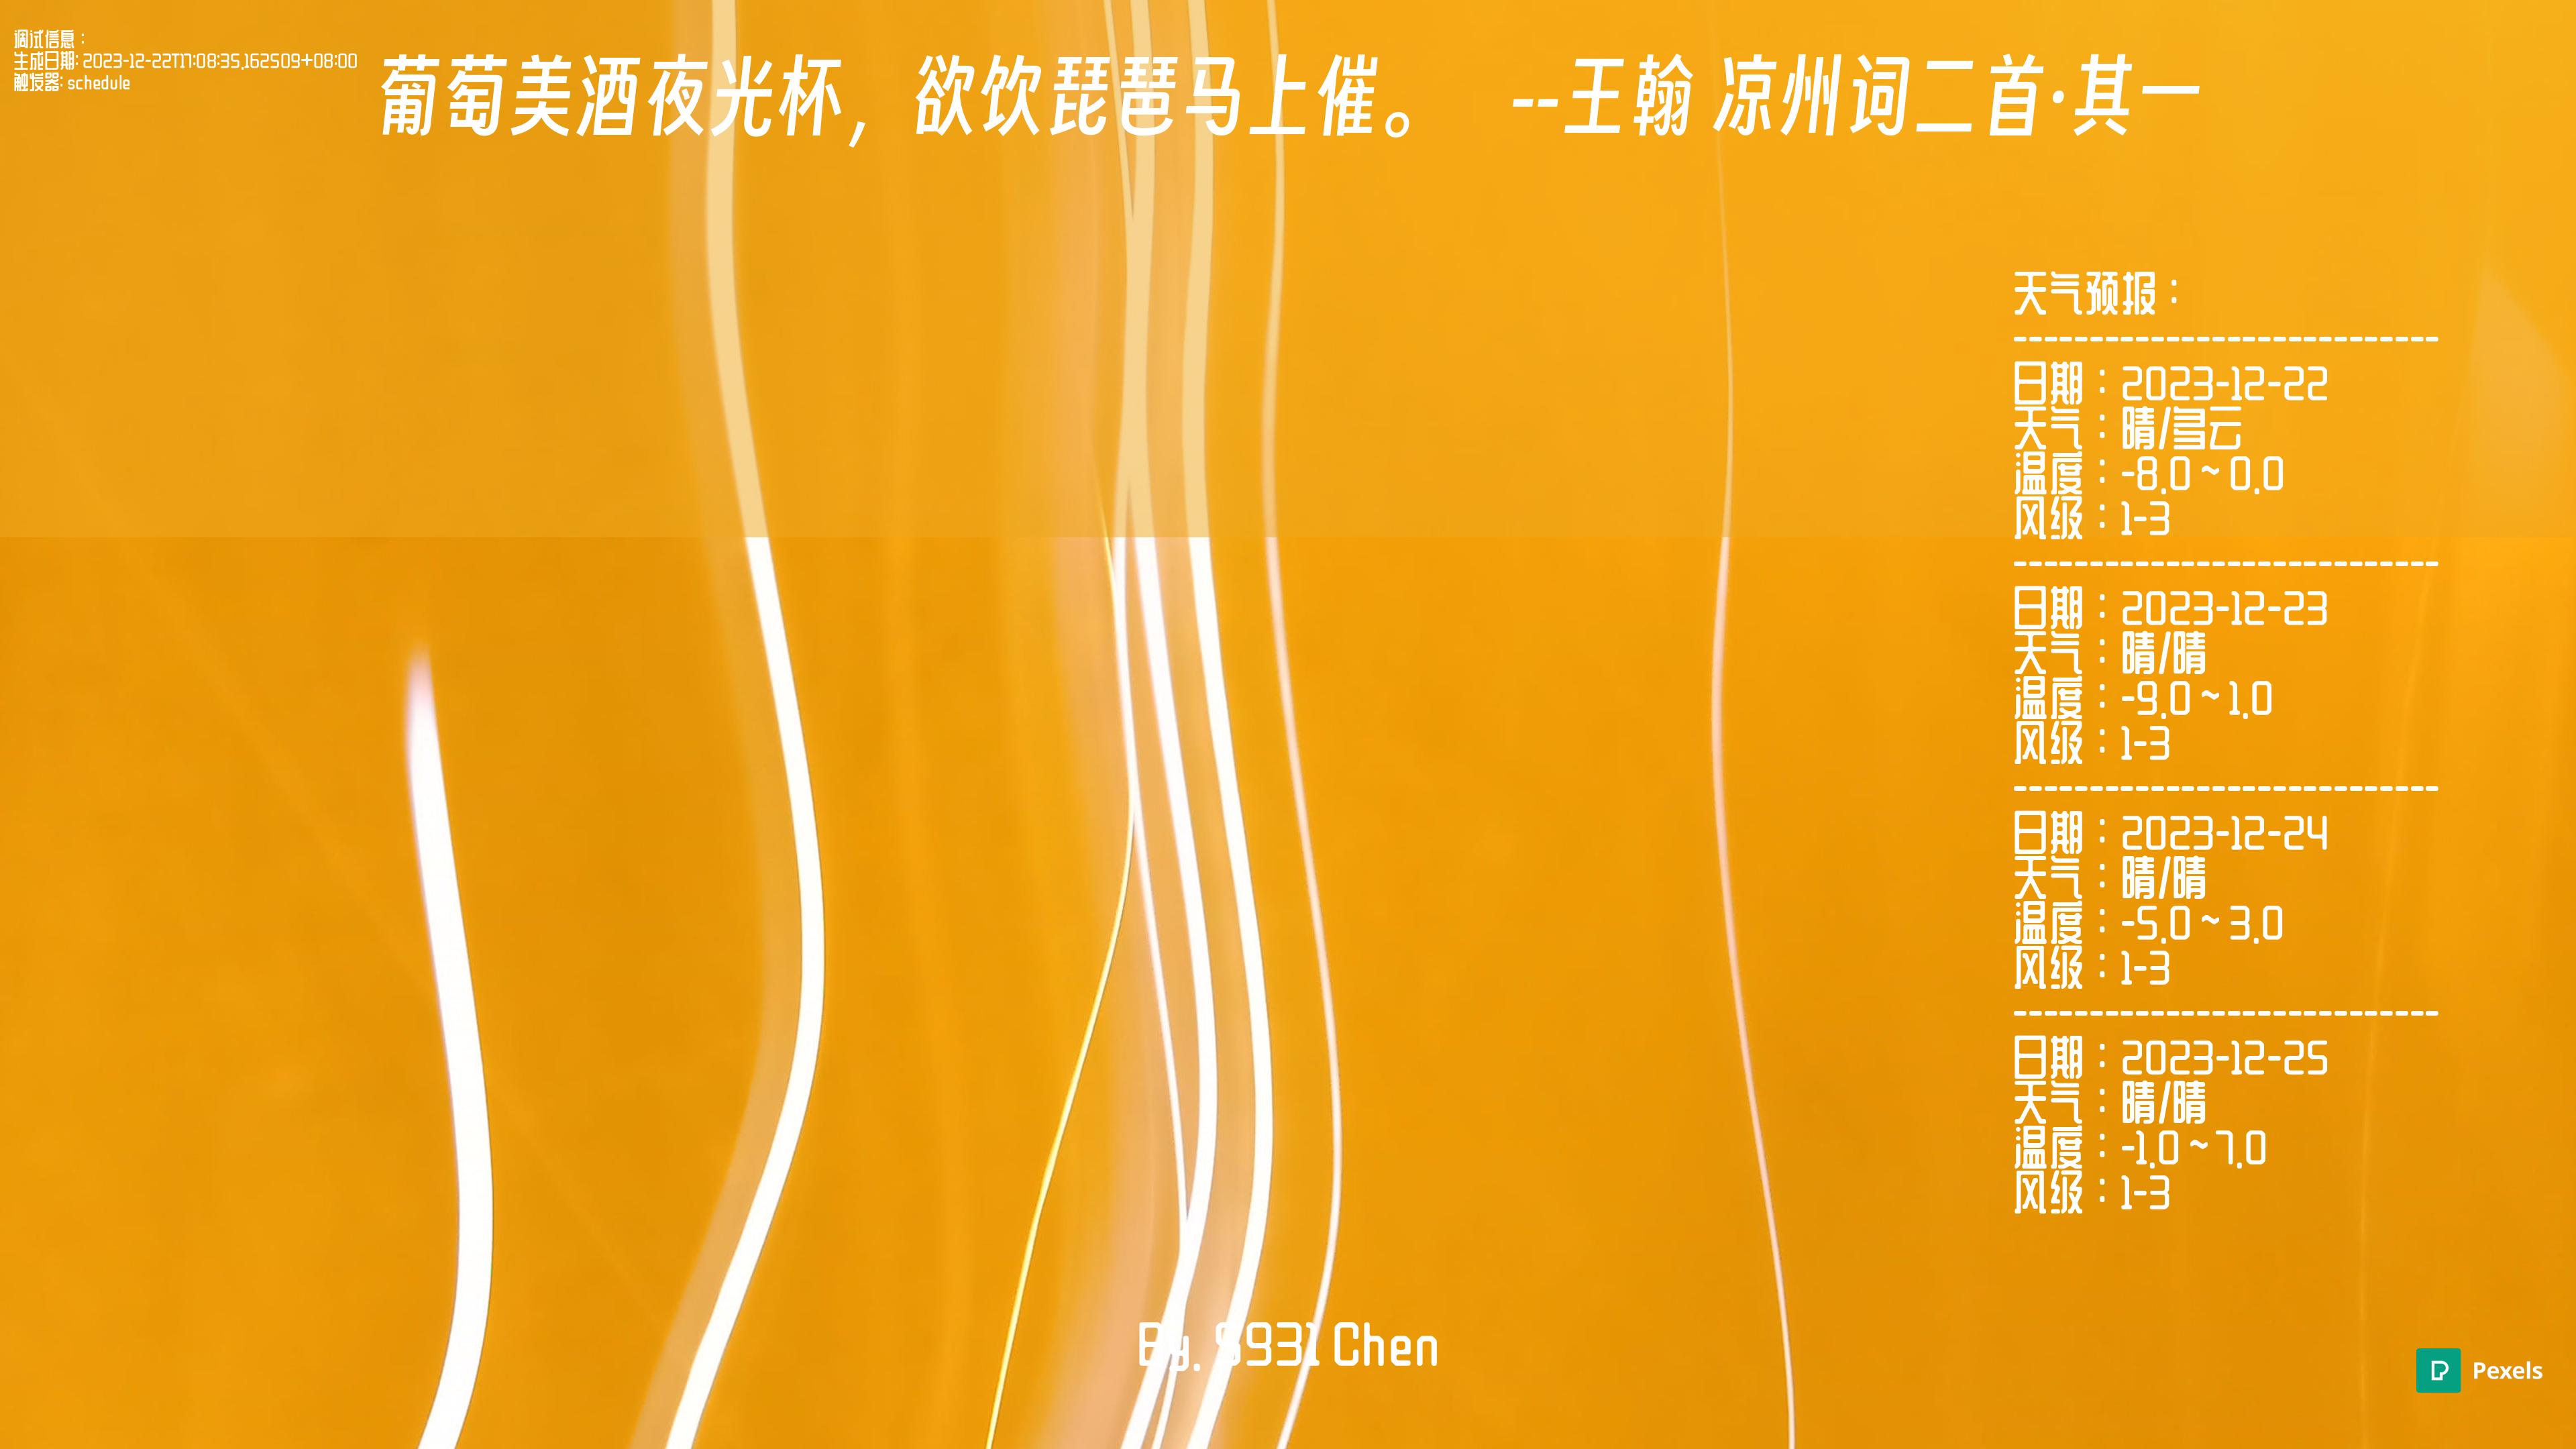 调试信息：
生成日期: 2023-12-22T17:08:35.162509+08:00
触发器: schedule
葡萄美酒夜光杯，欲饮琵琶马上催。 --王翰 凉州词二首·其一
天气预报：
----------------------------
日期：2023-12-22
天气：晴/多云
温度：-8.0 ~ 0.0
风级：1-3
----------------------------
日期：2023-12-23
天气：晴/晴
温度：-9.0 ~ 1.0
风级：1-3
----------------------------
日期：2023-12-24
天气：晴/晴
温度：-5.0 ~ 3.0
风级：1-3
----------------------------
日期：2023-12-25
天气：晴/晴
温度：-1.0 ~ 7.0
风级：1-3
By. S931 Chen
Pexels